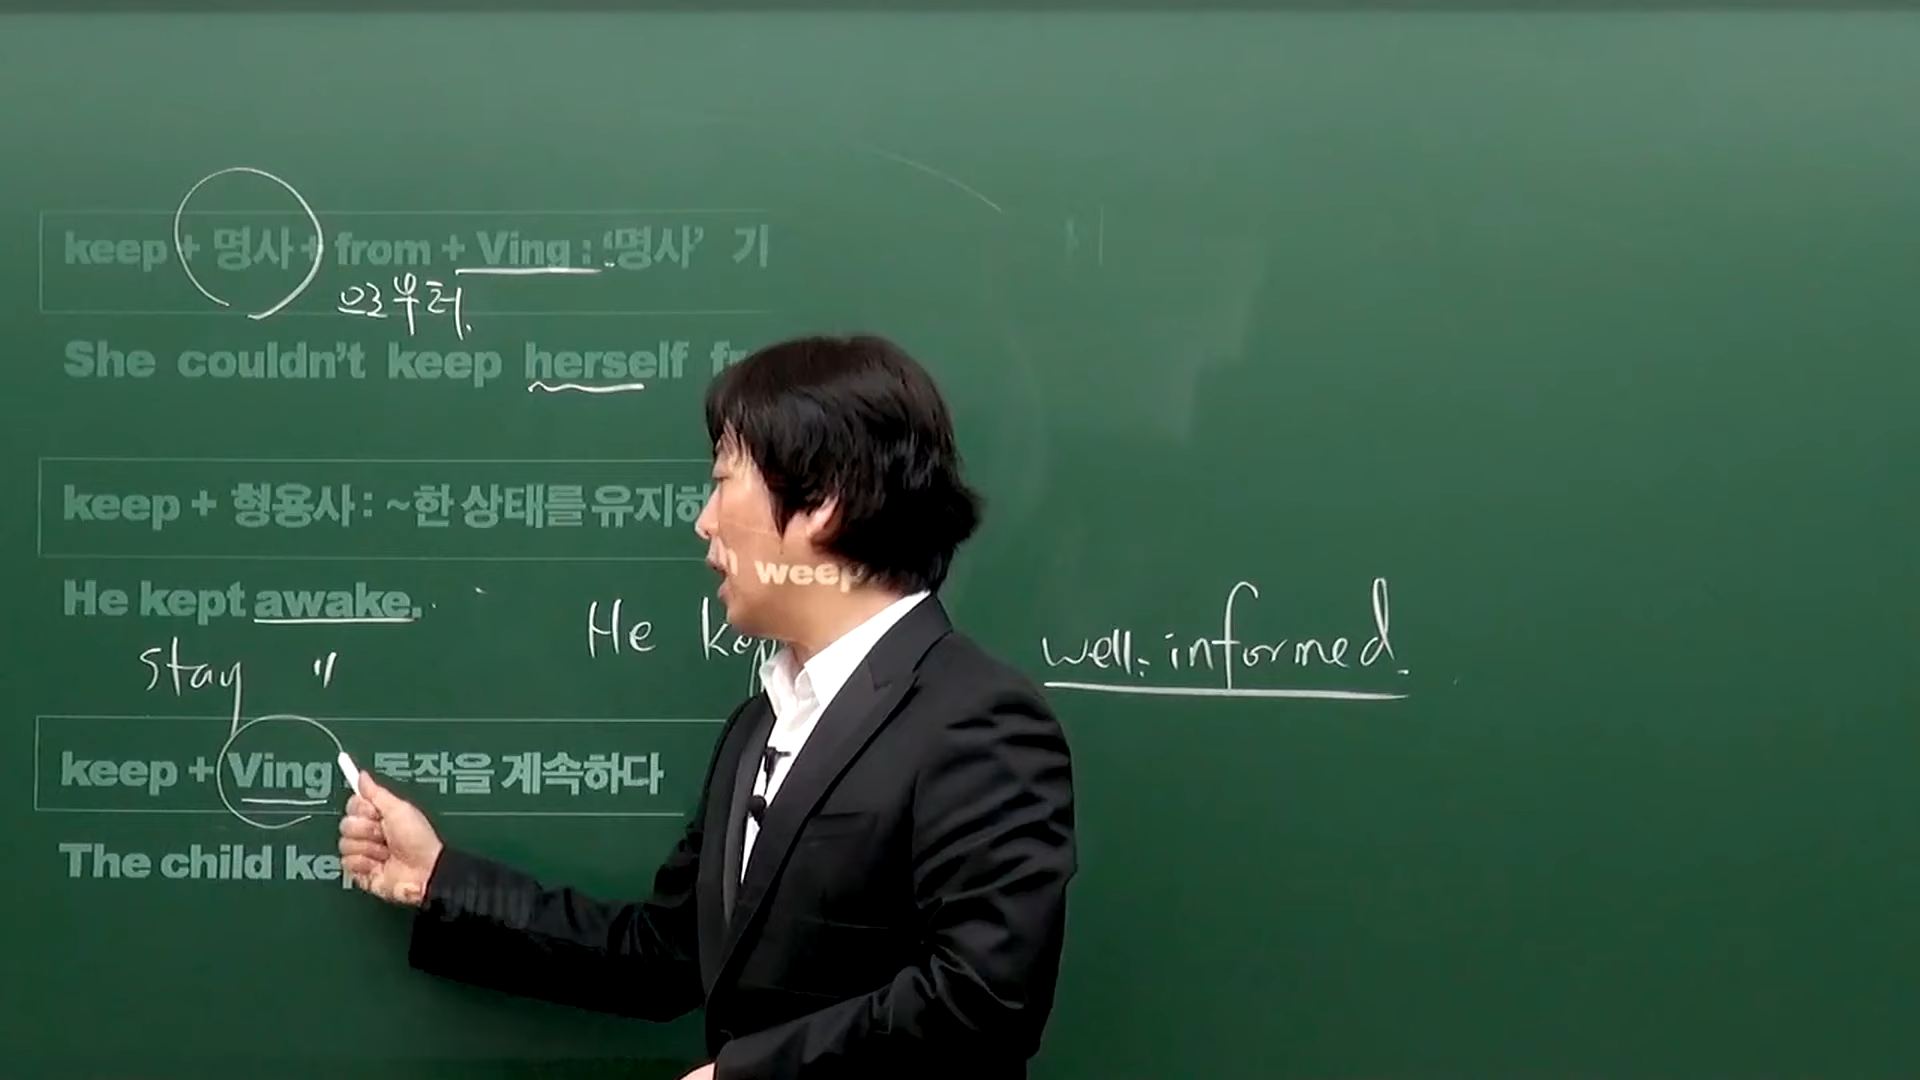 keep + 명사 + from + Ving : '명사' 기
으로부터.
She couldn't keep herself
weep
keep + 형용사 : ~한 상태를 유지하
He kept awake.
He well-informed.
stay "
keep + Ving : 동작을 계속하다
The child